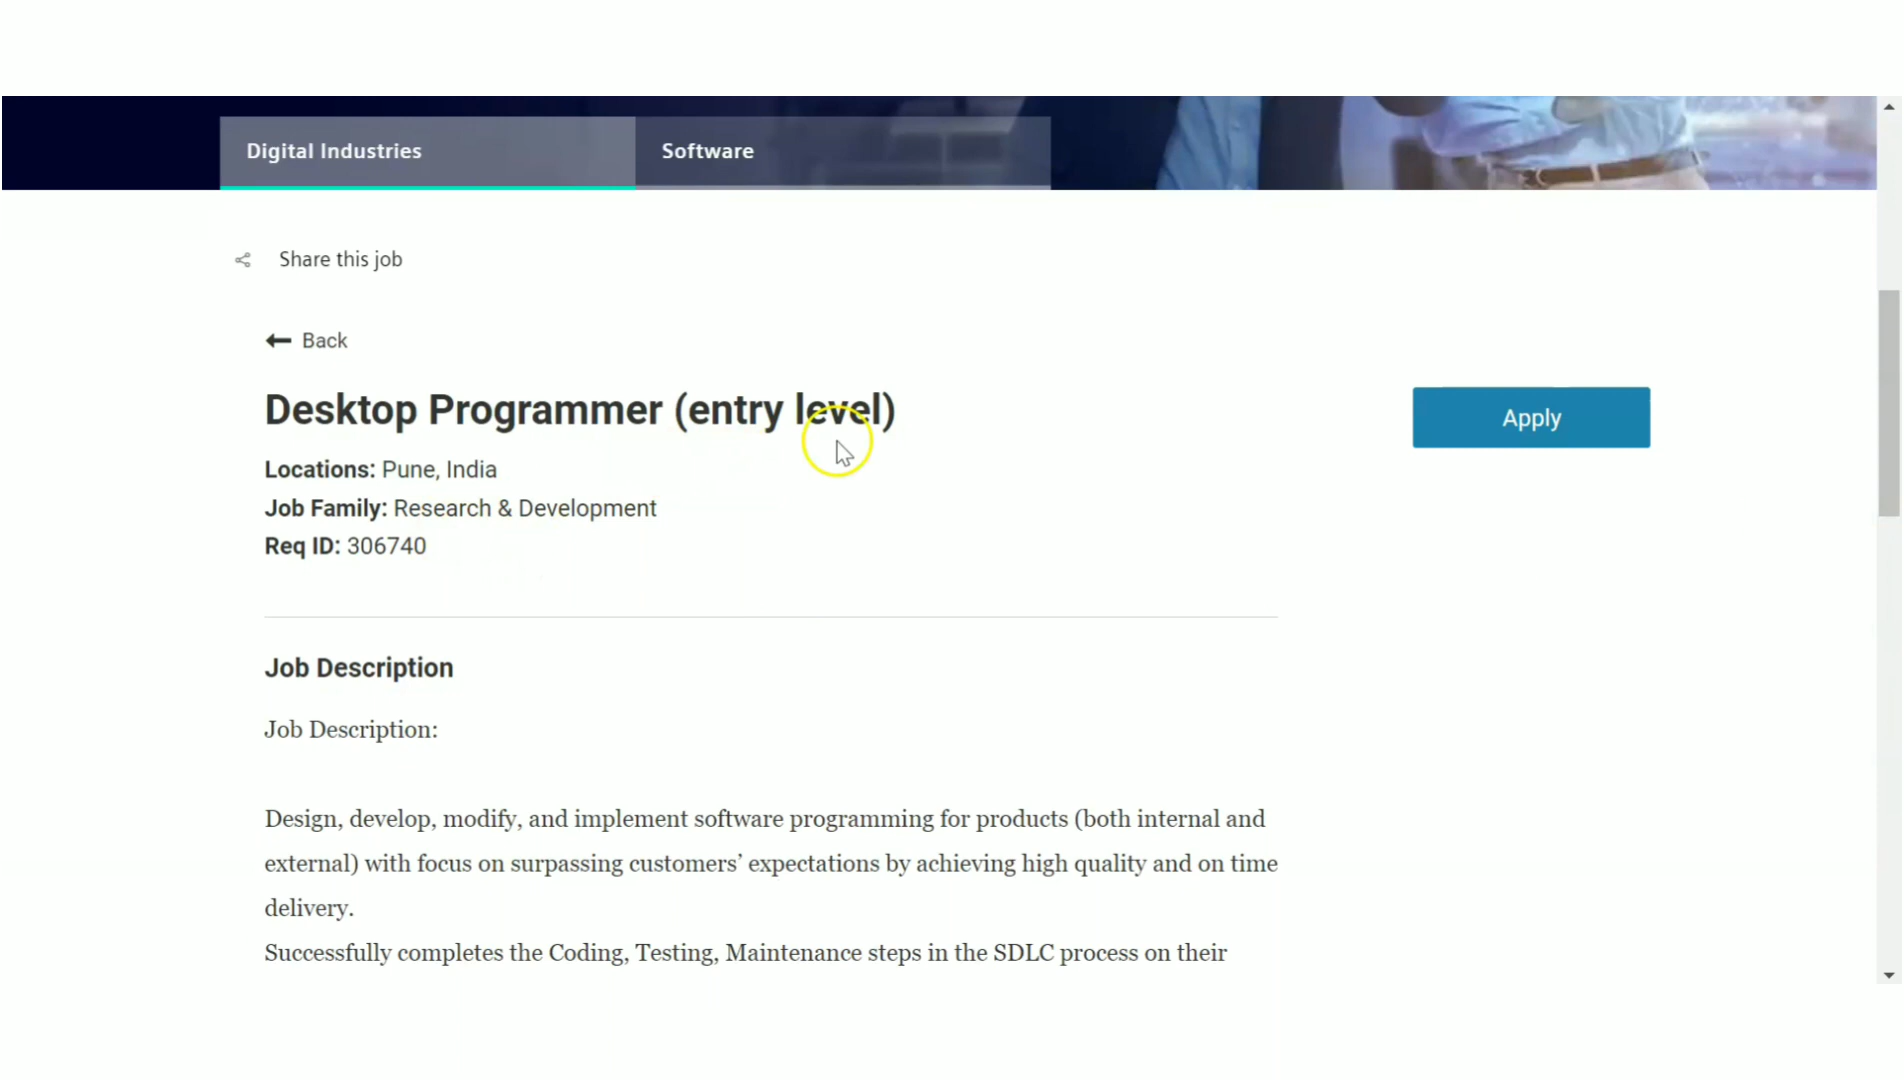 Digital Industries
Software
Share this job
Back
Desktop Programmer (entry level)
Locations: Pune, India
Job Family: Research & Development
Req ID: 306740
Apply
Job Description
Job Description:
Design, develop, modify, and implement software programming for products (both internal and
external) with focus on surpassing customers’ expectations by achieving high quality and on time
delivery.
Successfully completes the Coding, Testing, Maintenance steps in the SDLC process on their